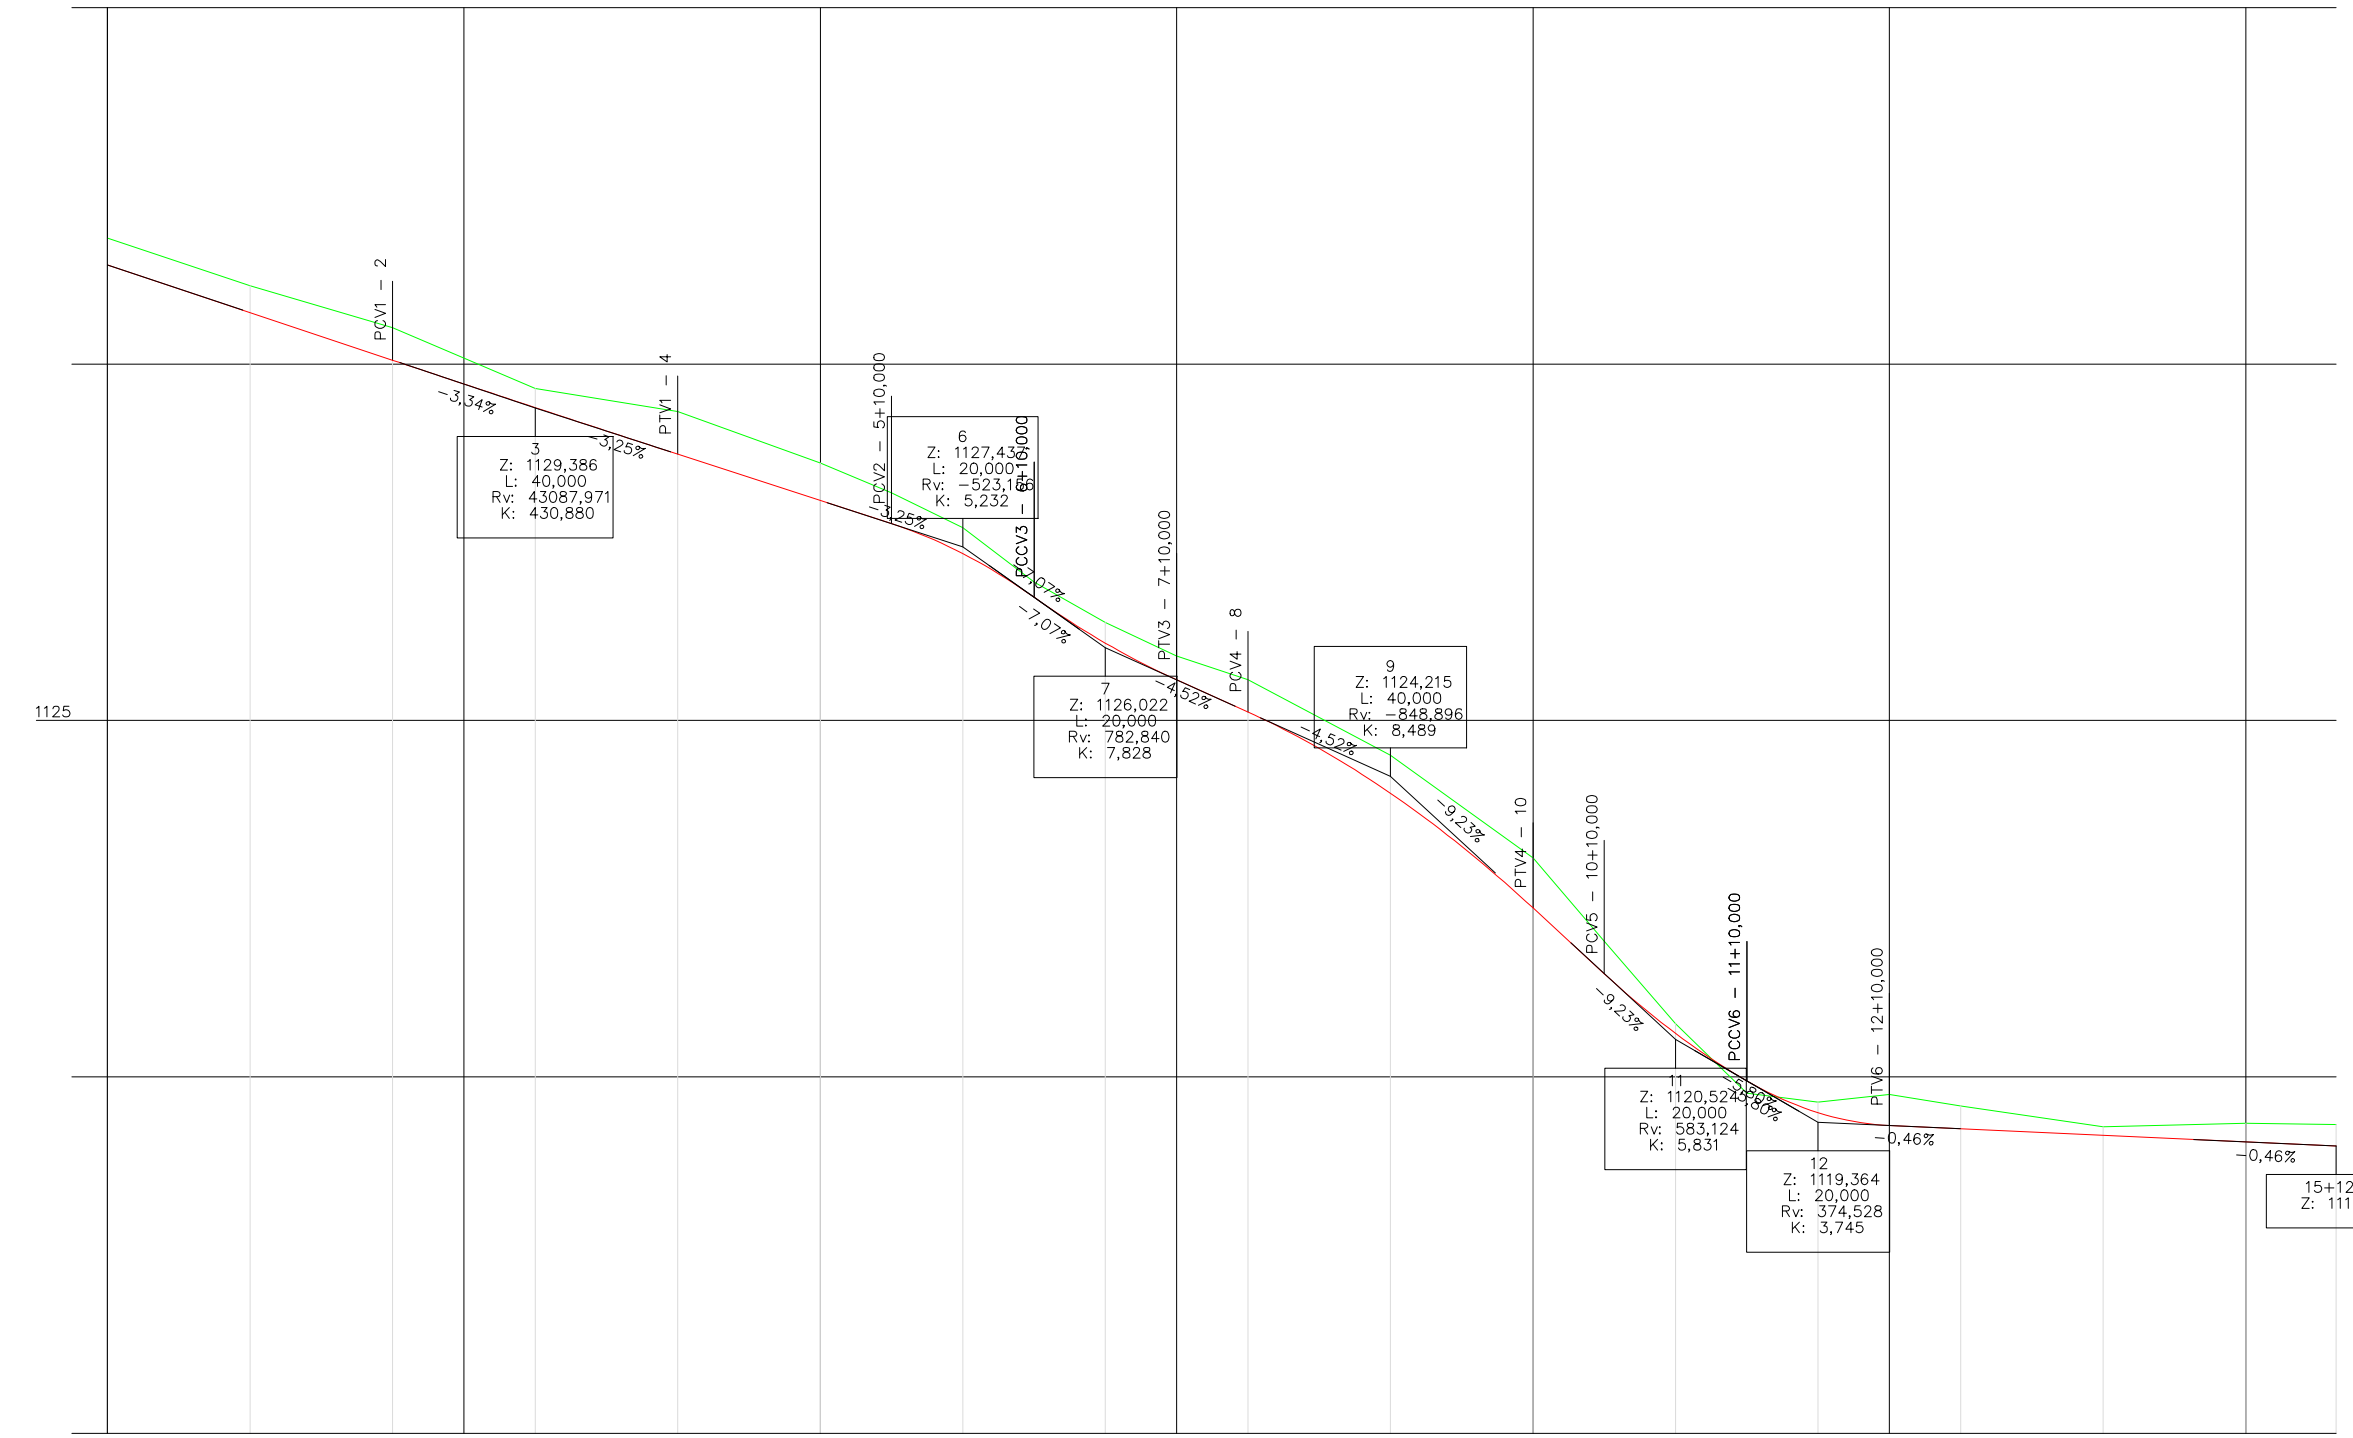 PCV1 - 2
-3,34%
3
Z: 1129,386
L: 40,000
Rv: 43087,971
K: 430,880
-3,25%
PTV1 - 4
PCV2 - 5+10,000
-3,25%
6
Z: 1127,437
L: 20,000
Rv: -523,166
K: 5,232
PCCV3 - 6+10,000
-7,07%
-7,07%
7
Z: 1126,022
L: 20,000
Rv: 782,840
K: 7,828
PTV3 - 7+10,000
-4,52%
PCV4 - 8
1125
9
Z: 1124,215
L: 40,000
Rv: -848,896
K: 8,489
-4,52%
-9,23%
PTV4 - 10
PCV5 - 10+10,000
-9,23%
11
Z: 1120,524
L: 20,000
Rv: 583,124
K: 5,831
PCCV6 - 11+10,000
-5,80%
-5,80%
12
Z: 1119,364
L: 20,000
Rv: 374,528
K: 3,745
PTV6 - 12+10,000
-0,46%
-0,46%
15+12
Z: 111